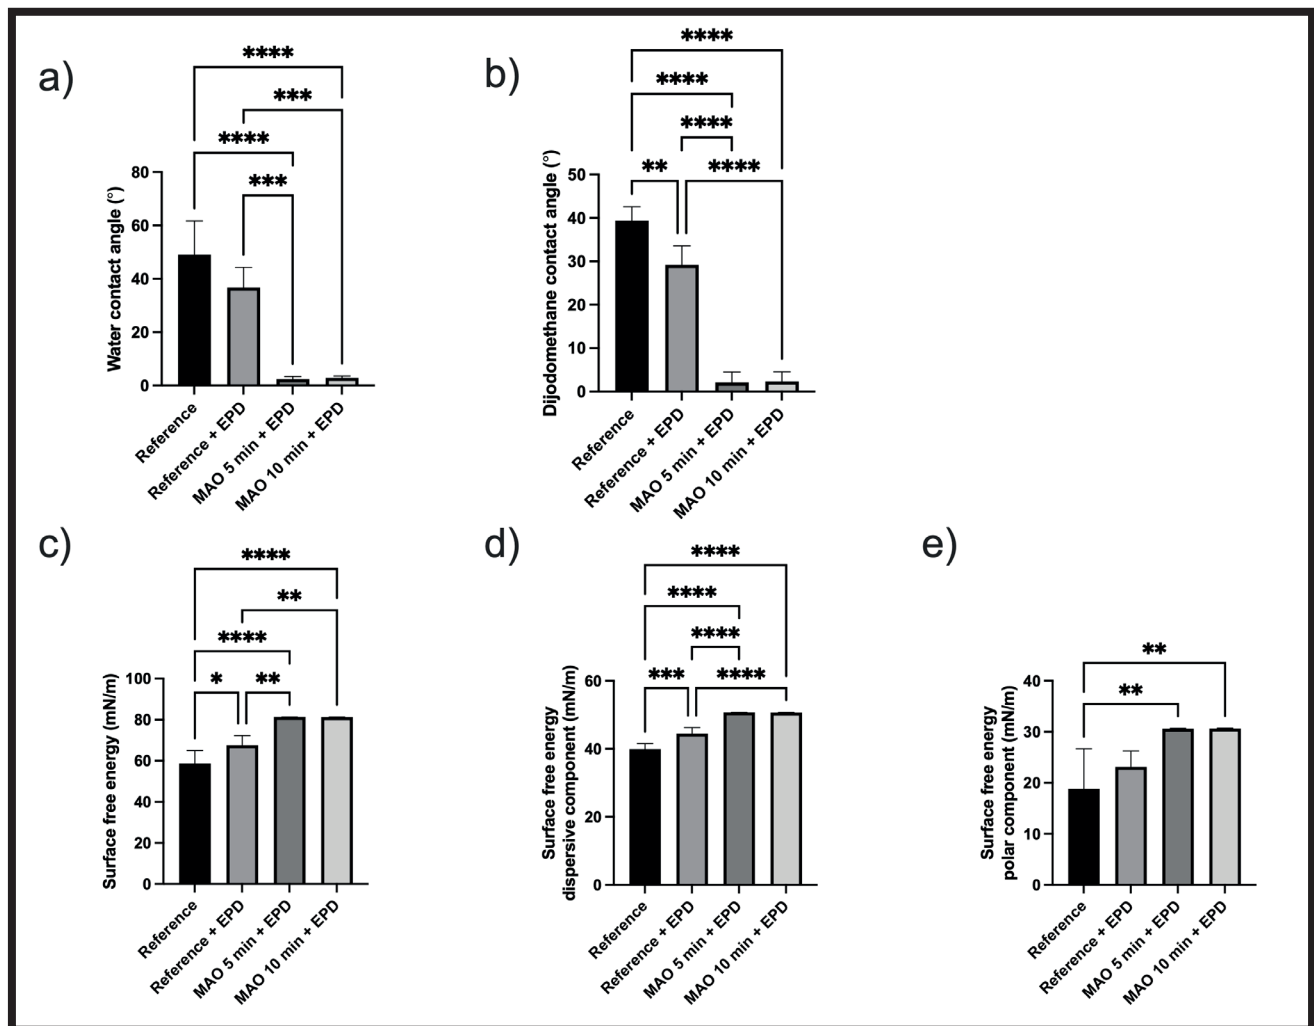 a)
****
***
****
***
Water contact angle (°)
80
60
40
20
0
Reference
Reference + EPD
MAO 5 min + EPD
MAO 10 min + EPD
b)
****
****
****
**
****
Dijodomethane contact angle (°)
50
40
30
20
10
0
Reference
Reference + EPD
MAO 5 min + EPD
MAO 10 min + EPD
c)
****
**
****
*
**
Surface free energy (mN/m)
100
80
60
40
20
0
Reference
Reference + EPD
MAO 5 min + EPD
MAO 10 min + EPD
d)
****
****
****
***
****
Surface free energy
dispersive component (mN/m)
60
40
20
0
Reference
Reference + EPD
MAO 5 min + EPD
MAO 10 min + EPD
e)
**
**
Surface free energy
polar component (mN/m)
40
30
20
10
0
Reference
Reference + EPD
MAO 5 min + EPD
MAO 10 min + EPD